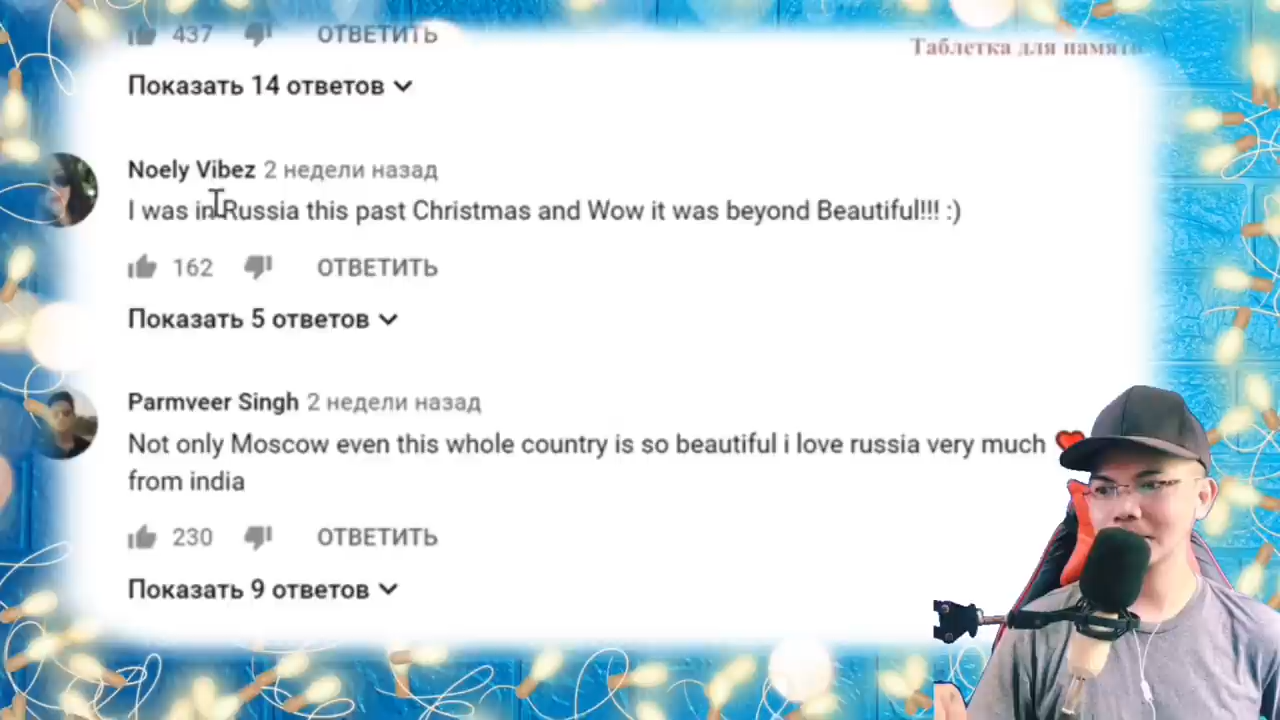 437 ОТВЕТИТЬ
Таблетка для памяти
Показать 14 ответов
Noely Vibez 2 недели назад
I was in Russia this past Christmas and Wow it was beyond Beautiful!!! :)
162 ОТВЕТИТЬ
Показать 5 ответов
Parmveer Singh 2 недели назад
Not only Moscow even this whole country is so beautiful i love russia very much ❤️
from india
230 ОТВЕТИТЬ
Показать 9 ответов